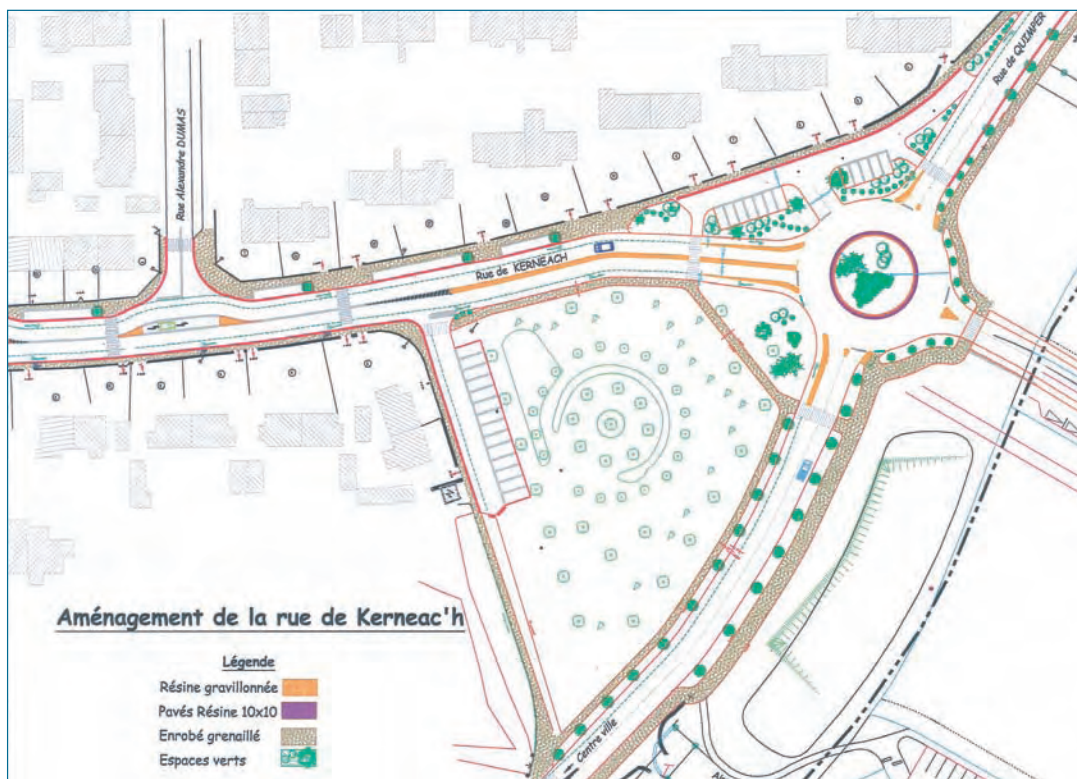 Rue de QUIMPER
Rue Alexandre DUMAS
Rue de KERNEACH
Centre ville
Aménagement de la rue de Kerneac'h
Légende
Résine gravillonnée
Pavés Résine 10x10
Enrobé grenaillé
Espaces verts